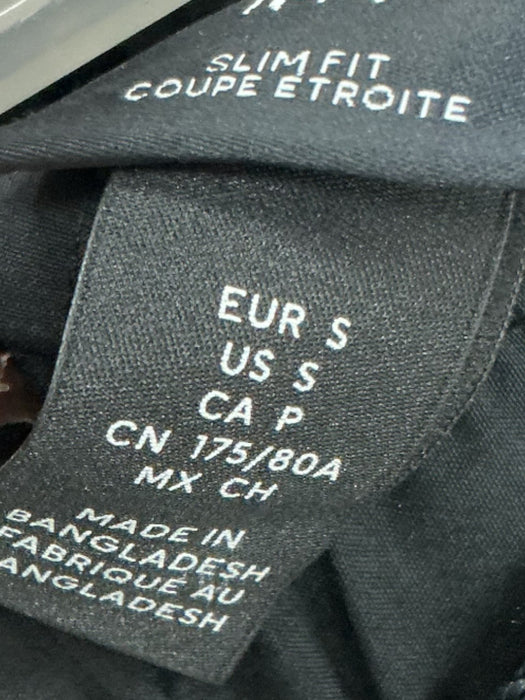 SLIM FIT
COUPE ETROITE
EUR S
US S
CA P
CN 175/80A
MX CH
MADE IN
BANGLADESH
FABRIQUE AU
BANGLADESH